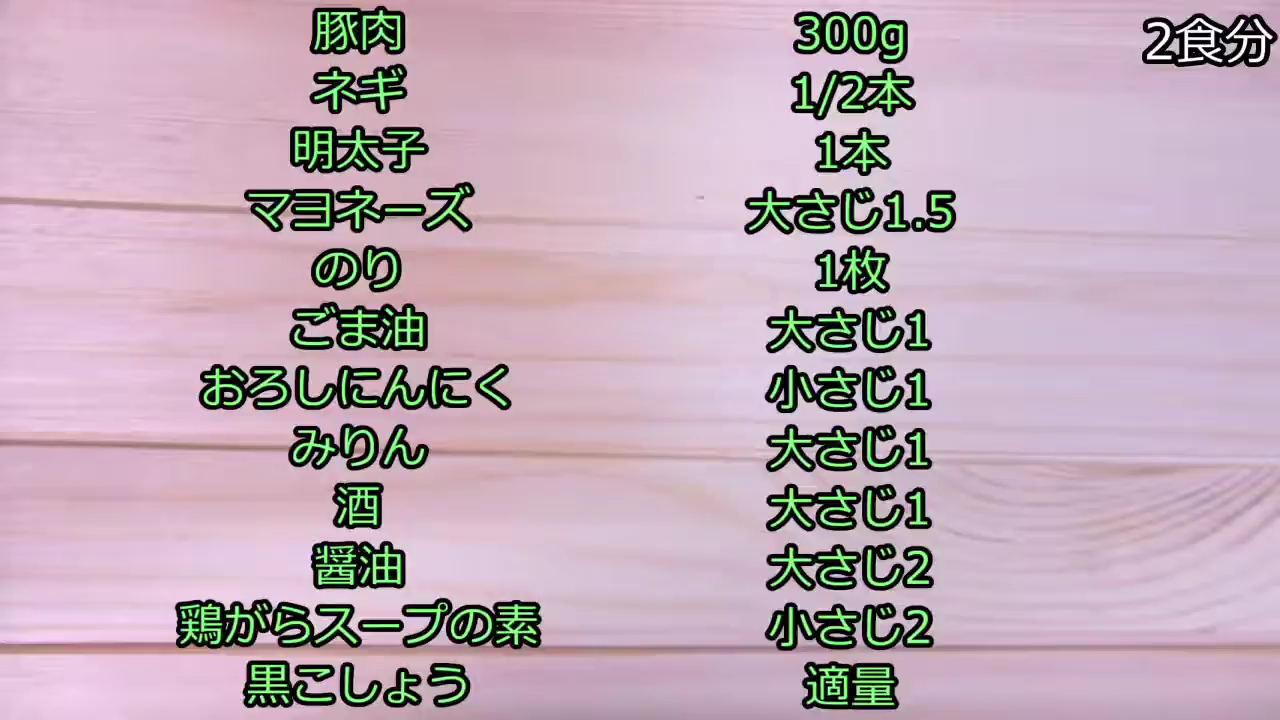 豚肉 300g 2食分
ネギ 1/2本
明太子 1本
マヨネーズ 大さじ1.5
のり 1枚
ごま油 大さじ1
おろしにんにく 小さじ1
みりん 大さじ1
酒 大さじ1
醤油 大さじ2
鶏がらスープの素 小さじ2
黒こしょう 適量